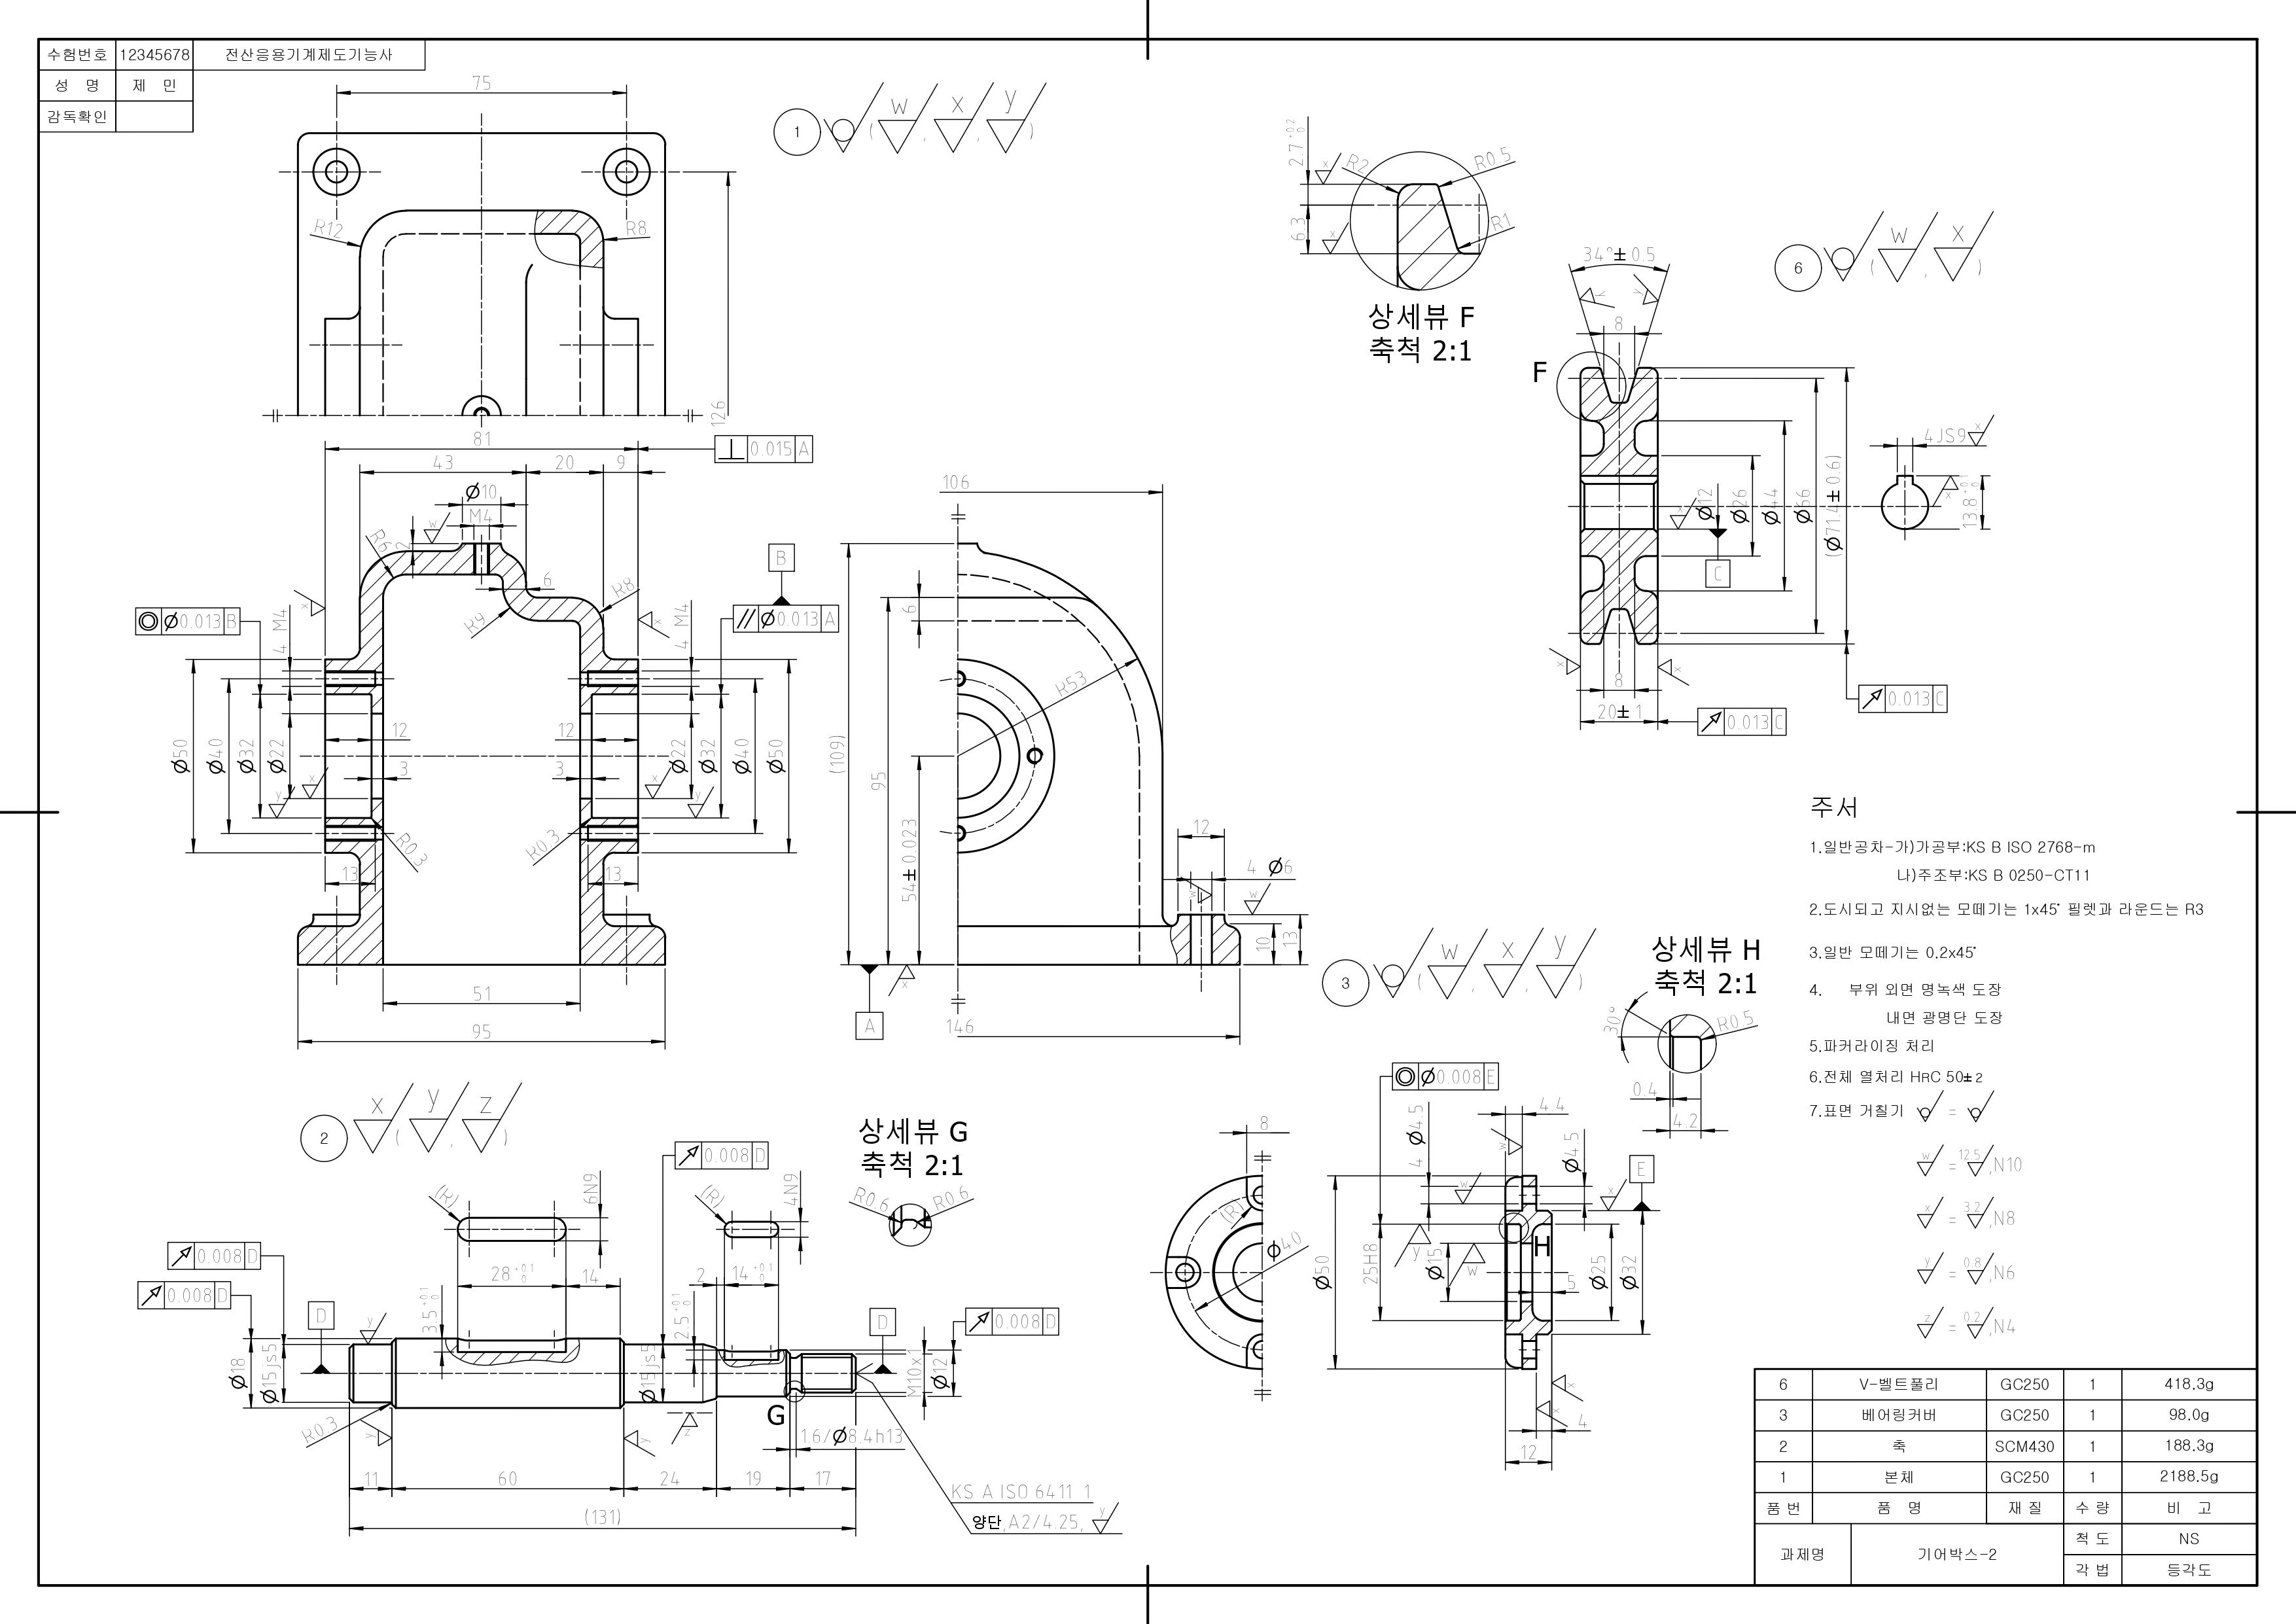 수험번호 12345678 전산응용기계제도기능사
성 명 제 민
감독확인
75
1 ( w , x , y )
R12 R8
126
81
⊥ 0.015 A
43 20 9
Ø10
M4
w
2
R6
6
R8
R9
B
◎ Ø0.013 B
// Ø0.013 A
4 M4
4 M4
x x
Ø50 Ø40 Ø32 Ø22
12 12
3 3
Ø22 Ø32 Ø40 Ø50
x y x y
R0.3 R0.3
13 13
51
95
106
6
R53
(109)
95
54±0.023
12
4 Ø6
w w
10 13
x
A
146
2.7 +0.2 0
6.3
x x
R2 R0.5
R1
상세뷰 F
축척 2:1
6 ( w , x )
34°±0.5
y y
8
F
Ø12 Ø26 Ø44 Ø66 (Ø71.4±0.6)
x
C
x x
8
20±1
↗ 0.013 C
↗ 0.013 C
4JS9 x
13.8 +0.1 0
x
주서
1.일반공차-가)가공부:KS B ISO 2768-m
나)주조부:KS B 0250-CT11
2.도시되고 지시없는 모떼기는 1x45° 필렛과 라운드는 R3
3.일반 모떼기는 0.2x45°
4. 부위 외면 명녹색 도장
내면 광명단 도장
5.파커라이징 처리
6.전체 열처리 HRC 50±2
7.표면 거칠기 =
w = 12.5 ,N10
x = 3.2 ,N8
y = 0.8 ,N6
z = 0.2 ,N4
2 x ( y , z )
상세뷰 G
축척 2:1
R0.6 R0.6
↗ 0.008 D
(R) 6N9
(R) 4N9
↗ 0.008 D
↗ 0.008 D
28 +0.1 0 14
2 14 +0.1 0
3.5 +0.1 0
2.5 +0.1 0
D D
↗ 0.008 D
y
Ø18 Ø15js5 Ø15js5 M10x1 Ø12
R0.3
y y z
G
1.6/Ø8.4h13
11 60 24 19 17
(131)
KS A ISO 6411 1
양단,A2/4.25, y
3 ( w , x , y )
상세뷰 H
축척 2:1
30°
R0.5
0.4
4.2
◎ Ø0.008 E
8
(R)
Ø40
Ø50
4 Ø4.5
4.4
w
Ø4.5
E
w x
25H8 Ø15
y w
H
5
Ø25 Ø32
x x
4
12
6 V-벨트풀리 GC250 1 418.3g
3 베어링커버 GC250 1 98.0g
2 축 SCM430 1 188.3g
1 본체 GC250 1 2188.5g
품 번 품 명 재 질 수 량 비 고
과제명 기어박스-2 척 도 NS
각 법 등각도